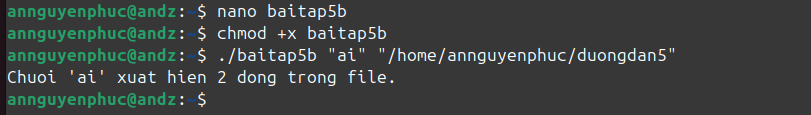 annguyenphuc@andz:~$ nano baitap5b
annguyenphuc@andz:~$ chmod +x baitap5b
annguyenphuc@andz:~$ ./baitap5b "ai" "/home/annguyenphuc/duongdan5"
Chuoi 'ai' xuat hien 2 dong trong file.
annguyenphuc@andz:~$